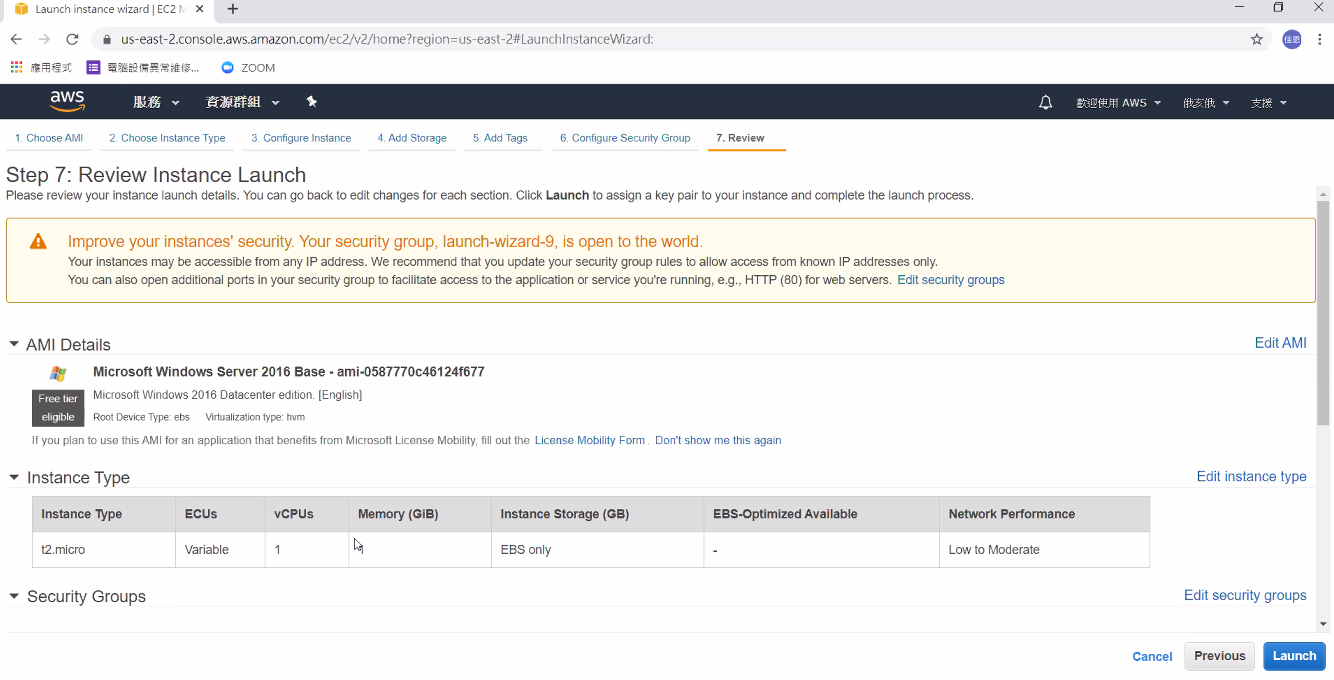 Launch instance wizard | EC2 M
us-east-2.console.aws.amazon.com/ec2/v2/home?region=us-east-2#LaunchInstanceWizard:
佳恩
應用程式 電腦設備異常維修... ZOOM
aws 服務 資源群組 歡迎使用 AWS 俄亥俄 支援
1. Choose AMI 2. Choose Instance Type 3. Configure Instance 4. Add Storage 5. Add Tags 6. Configure Security Group 7. Review
Step 7: Review Instance Launch
Please review your instance launch details. You can go back to edit changes for each section. Click Launch to assign a key pair to your instance and complete the launch process.
Improve your instances' security. Your security group, launch-wizard-9, is open to the world.
Your instances may be accessible from any IP address. We recommend that you update your security group rules to allow access from known IP addresses only.
You can also open additional ports in your security group to facilitate access to the application or service you're running, e.g., HTTP (80) for web servers. Edit security groups
AMI Details Edit AMI
Microsoft Windows Server 2016 Base - ami-0587770c46124f677
Free tier eligible
Microsoft Windows 2016 Datacenter edition. [English]
Root Device Type: ebs Virtualization type: hvm
If you plan to use this AMI for an application that benefits from Microsoft License Mobility, fill out the License Mobility Form. Don't show me this again
Instance Type Edit instance type
Instance Type ECUs vCPUs Memory (GiB) Instance Storage (GB) EBS-Optimized Available Network Performance
t2.micro Variable 1 1 EBS only - Low to Moderate
Security Groups Edit security groups
Cancel Previous Launch